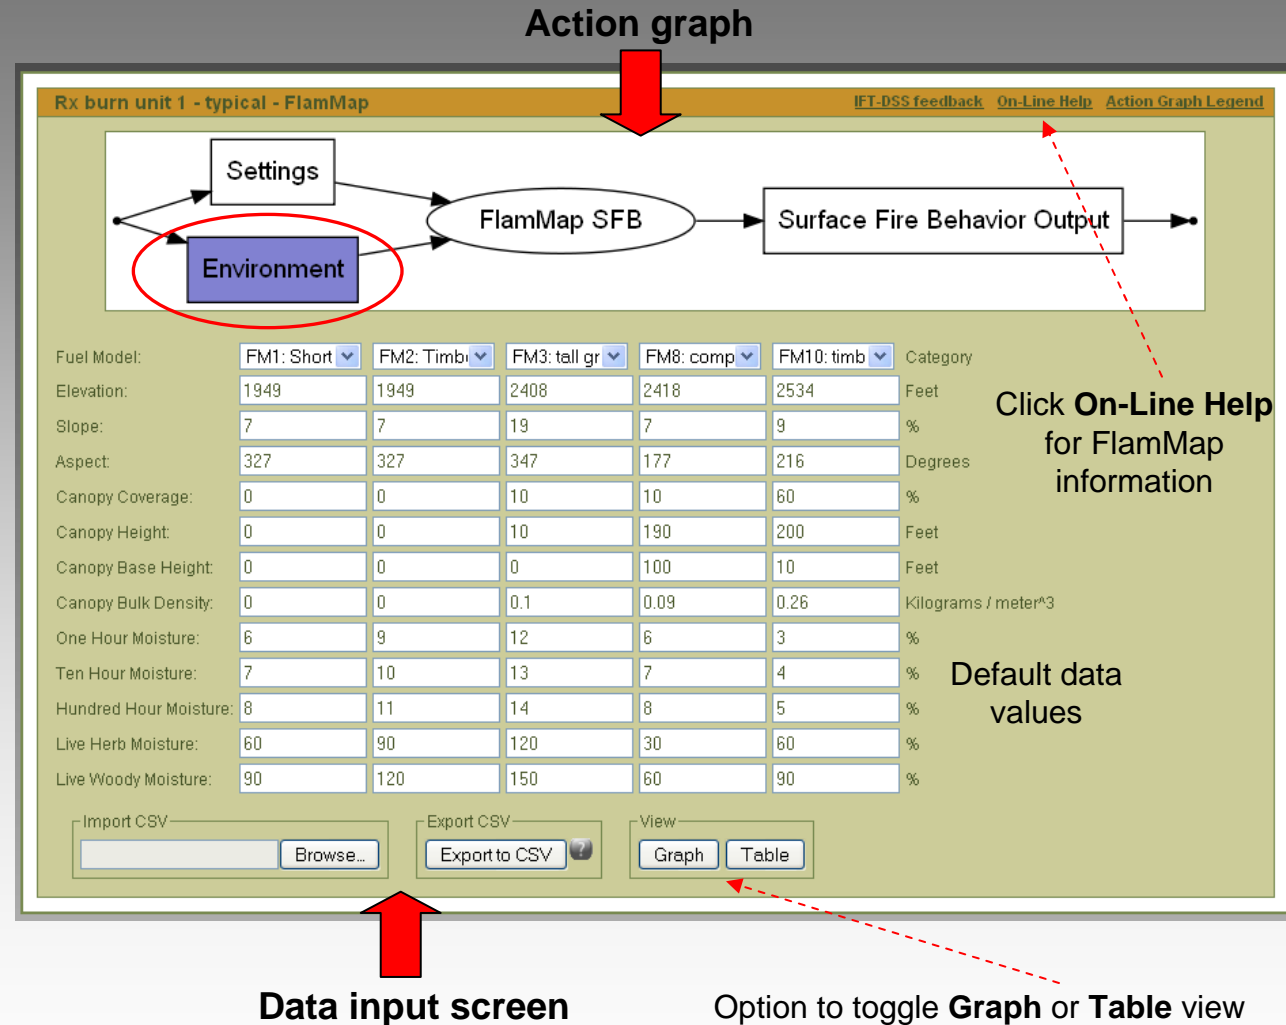 Action graph
Rx burn unit 1 - typical - FlamMap IFT-DSS feedback On-Line Help Action Graph Legend
Settings
FlamMap SFB
Surface Fire Behavior Output
Environment
Fuel Model: FM1: Short FM2: Timb FM3: tall gr FM8: comp FM10: timb Category
Elevation: 1949 1949 2408 2418 2534 Feet
Slope: 7 7 19 7 9 %
Aspect: 327 327 347 177 216 Degrees
Canopy Coverage: 0 0 10 10 60 %
Canopy Height: 0 0 10 190 200 Feet
Canopy Base Height: 0 0 0 100 10 Feet
Canopy Bulk Density: 0 0 0.1 0.09 0.26 Kilograms / meter^3
One Hour Moisture: 6 9 12 6 3 %
Ten Hour Moisture: 7 10 13 7 4 %
Hundred Hour Moisture: 8 11 14 8 5 %
Live Herb Moisture: 60 90 120 30 60 %
Live Woody Moisture: 90 120 150 60 90 %
Click On-Line Help
for FlamMap
information
Default data
values
Import CSV Export CSV View
Browse... Export to CSV ? Graph Table
Data input screen
Option to toggle Graph or Table view